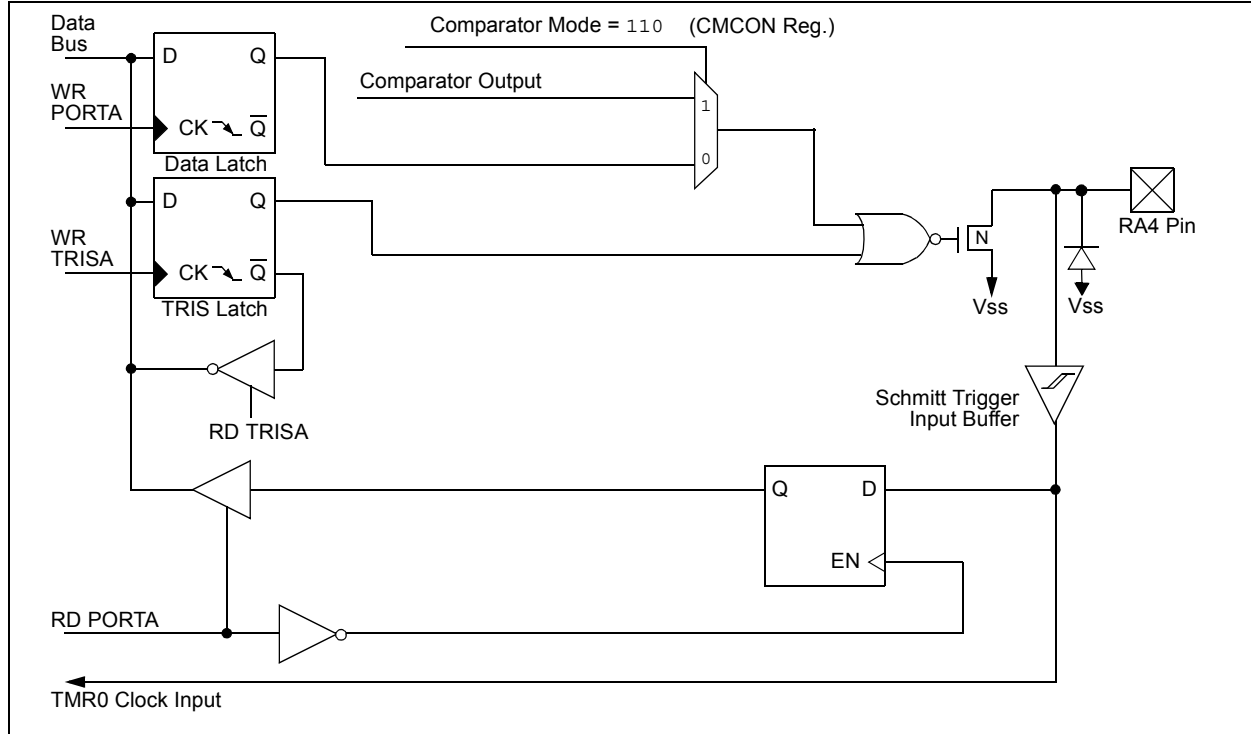 Data
Bus
WR
PORTA
D Q
CK Q̅
Data Latch
Comparator Mode = 110 (CMCON Reg.)
Comparator Output
1
0
WR
TRISA
D Q
CK Q̅
TRIS Latch
RD TRISA
N
Vss
Vss
RA4 Pin
Schmitt Trigger
Input Buffer
Q D
EN
RD PORTA
TMR0 Clock Input